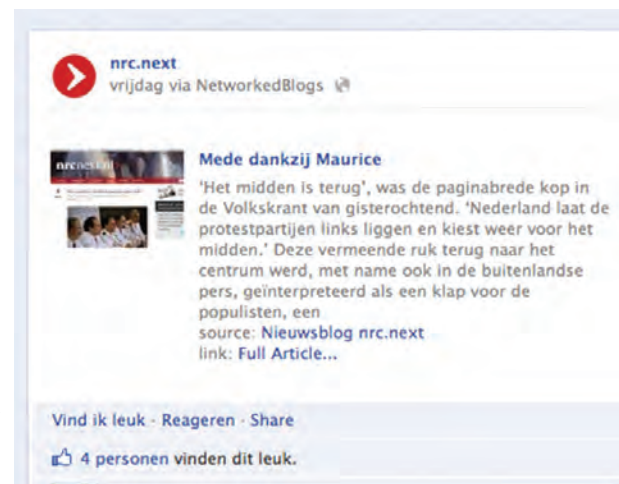 nrc.next
vrijdag via NetworkedBlogs
nrcnext.nl
Mede dankzij Maurice
'Het midden is terug', was de paginabrede kop in
de Volkskrant van gisterochtend. 'Nederland laat de
protestpartijen links liggen en kiest weer voor het
midden.' Deze vermeende ruk terug naar het
centrum werd, met name ook in de buitenlandse
pers, geïnterpreteerd als een klap voor de
populisten, een
source: Nieuwsblog nrc.next
link: Full Article...
Vind ik leuk · Reageren · Share
4 personen vinden dit leuk.